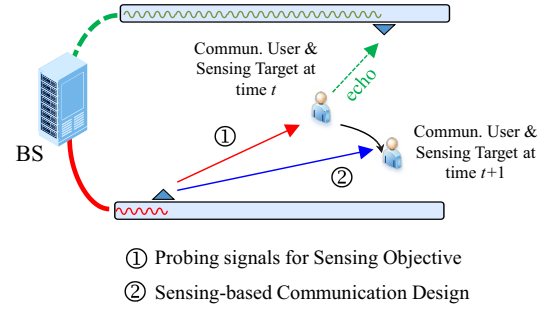 Commun. User &
Sensing Target at
time t
echo
BS
①
Commun. User &
Sensing Target at
time t+1
②
① Probing signals for Sensing Objective
② Sensing-based Communication Design